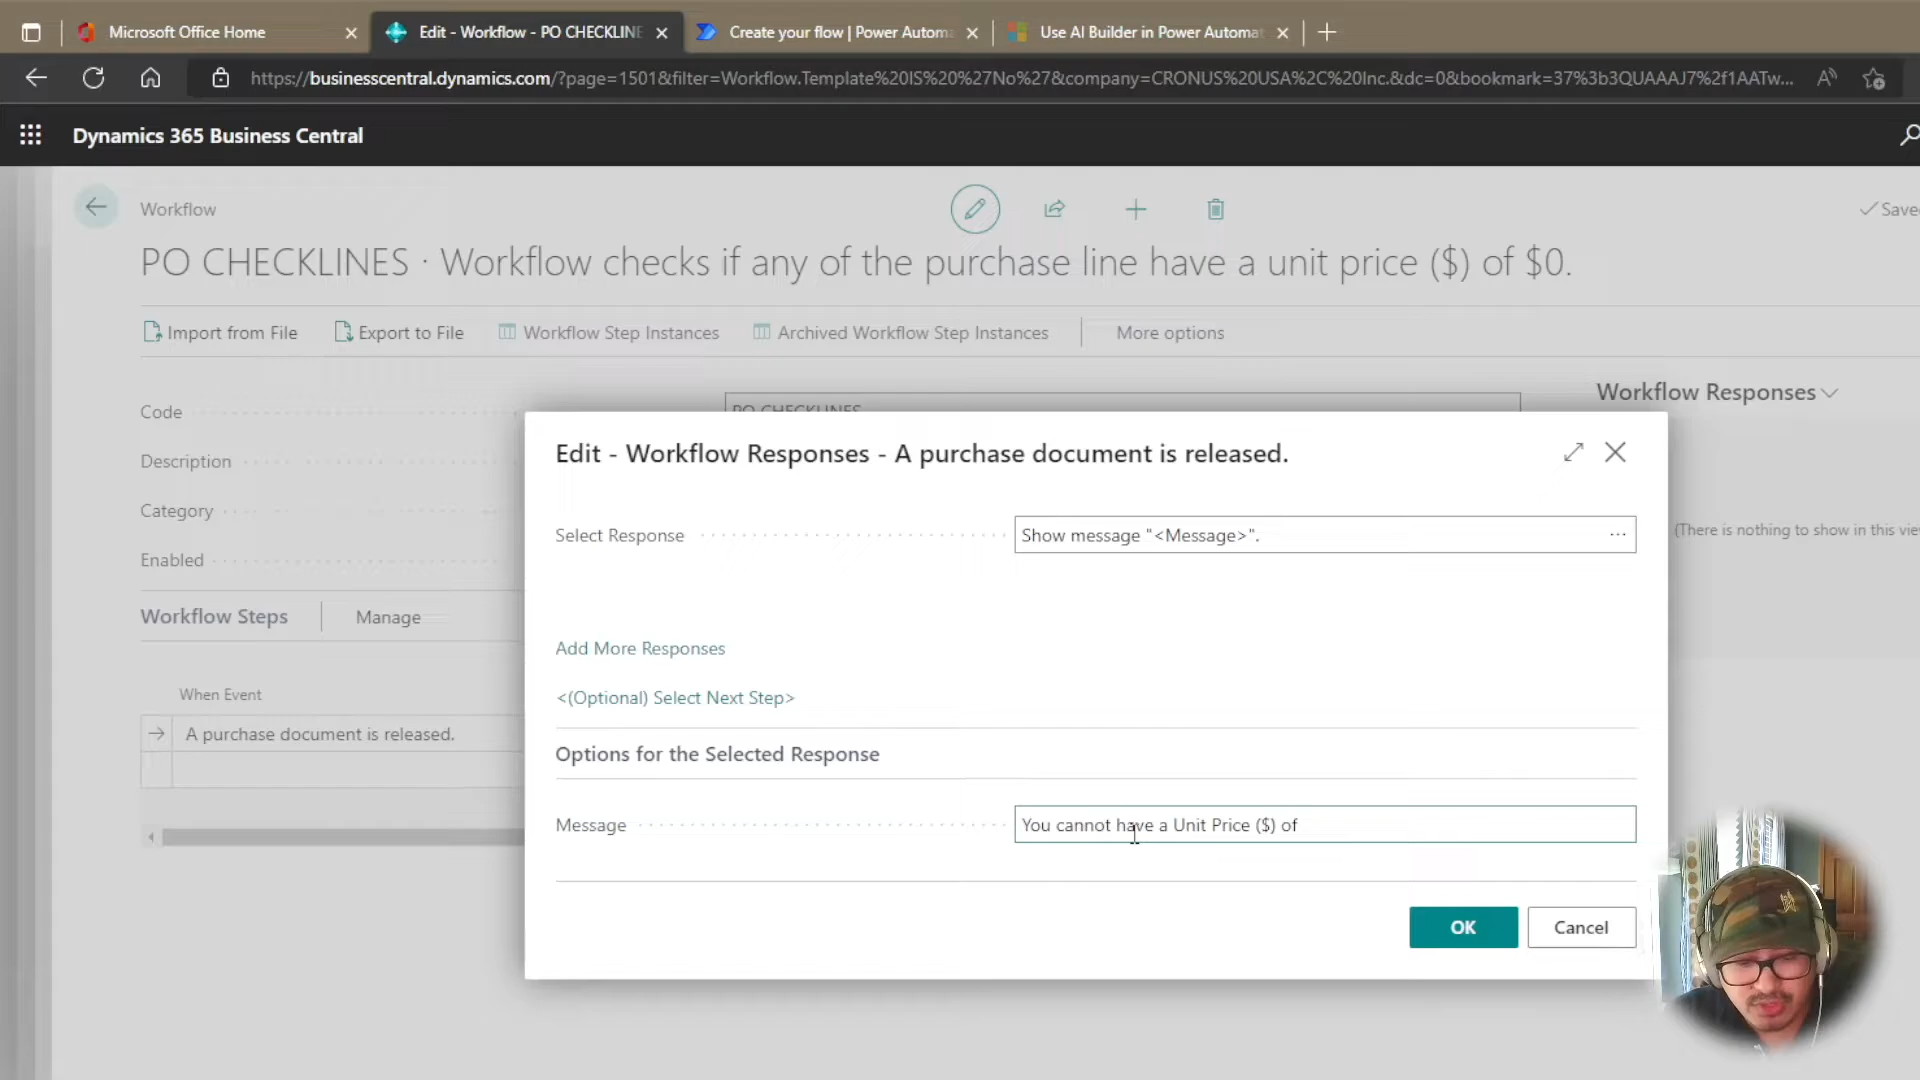 Microsoft Office Home
Edit - Workflow - PO CHECKLINE
Create your flow | Power Autom
Use AI Builder in Power Automat
https://businesscentral.dynamics.com/?page=1501&filter=Workflow.Template%20IS%20%27No%27&company=CRONUS%20USA%2C%20Inc.&dc=0&bookmark=37%3b3QUAAAJ7%2f1AATw...
Dynamics 365 Business Central
Workflow
Save
PO CHECKLINES · Workflow checks if any of the purchase line have a unit price ($) of $0.
Import from File
Export to File
Workflow Step Instances
Archived Workflow Step Instances
More options
Code
PO CHECKLINES
Workflow Responses
Description
Category
Enabled
(There is nothing to show in this view
Workflow Steps
Manage
When Event
A purchase document is released.
Edit - Workflow Responses - A purchase document is released.
Select Response
Show message "<Message>".
...
Add More Responses
<(Optional) Select Next Step>
Options for the Selected Response
Message
You cannot have a Unit Price ($) of
OK
Cancel